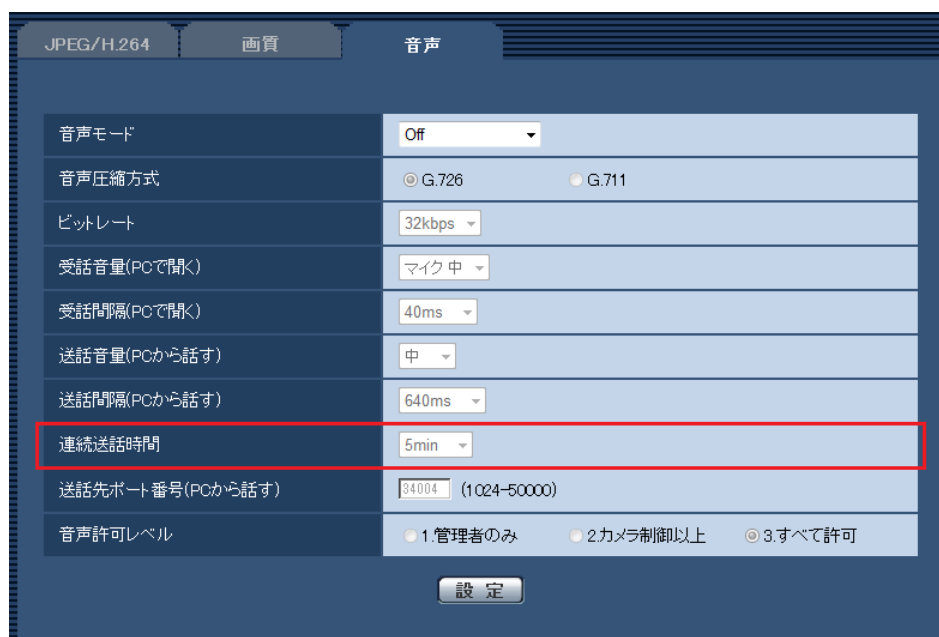 JPEG/H.264 画質 音声
音声モード Off
音声圧縮方式 G.726 G.711
ビットレート 32kbps
受話音量(PCで聞く) マイク 中
受話間隔(PCで聞く) 40ms
送話音量(PCから話す) 中
送話間隔(PCから話す) 640ms
連続送話時間 5min
送話先ポート番号(PCから話す) 34004 (1024-50000)
音声許可レベル 1.管理者のみ 2.カメラ制御以上 3.すべて許可
設 定